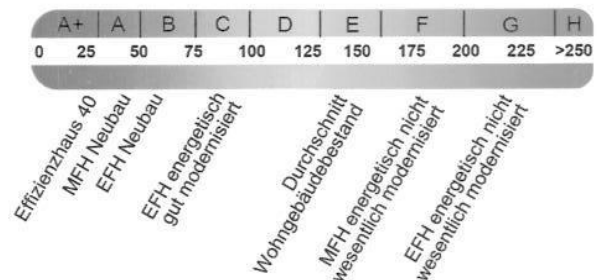 A+ A B C D E F G H
0 25 50 75 100 125 150 175 200 225 >250
Effizienzhaus 40
MFH Neubau
EFH Neubau
EFH energetisch
gut modernisiert
Durchschnitt
Wohngebäudebestand
MFH energetisch nicht
wesentlich modernisiert
EFH energetisch nicht
wesentlich modernisiert